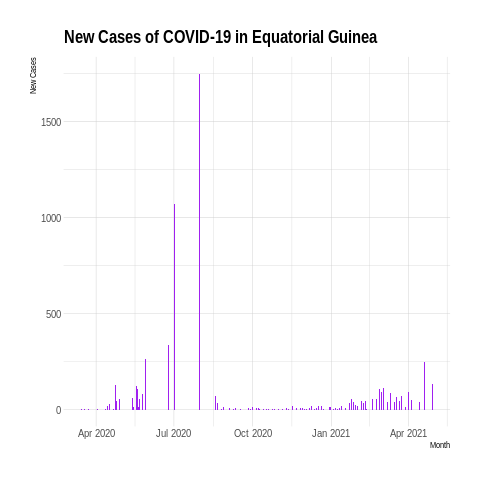 New Cases of COVID-19 in Equatorial Guinea
New Cases
1500
1000
500
0
Apr 2020 Jul 2020 Oct 2020 Jan 2021 Apr 2021
Month